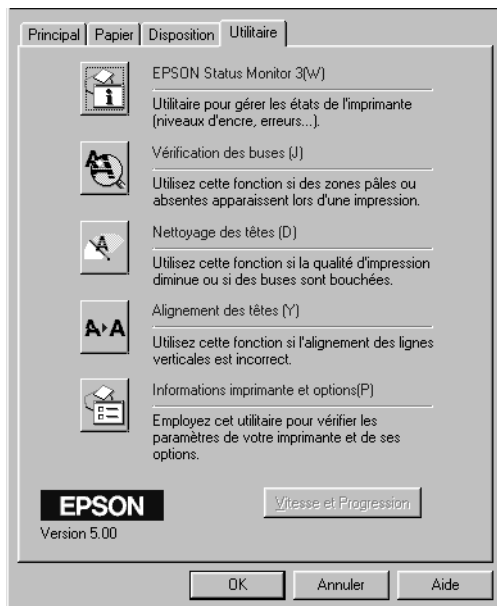 Principal Papier Disposition Utilitaire
EPSON Status Monitor 3(W)
Utilitaire pour gérer les états de l'imprimante
(niveaux d'encre, erreurs...).
Vérification des buses (J)
Utilisez cette fonction si des zones pâles ou
absentes apparaissent lors d'une impression.
Nettoyage des têtes (D)
Utilisez cette fonction si la qualité d'impression
diminue ou si des buses sont bouchées.
Alignement des têtes (Y)
Utilisez cette fonction si l'alignement des lignes
verticales est incorrect.
Informations imprimante et options(P)
Employez cet utilitaire pour vérifier les
paramètres de votre imprimante et de ses
options.
EPSON
Vitesse et Progression
Version 5.00
OK Annuler Aide